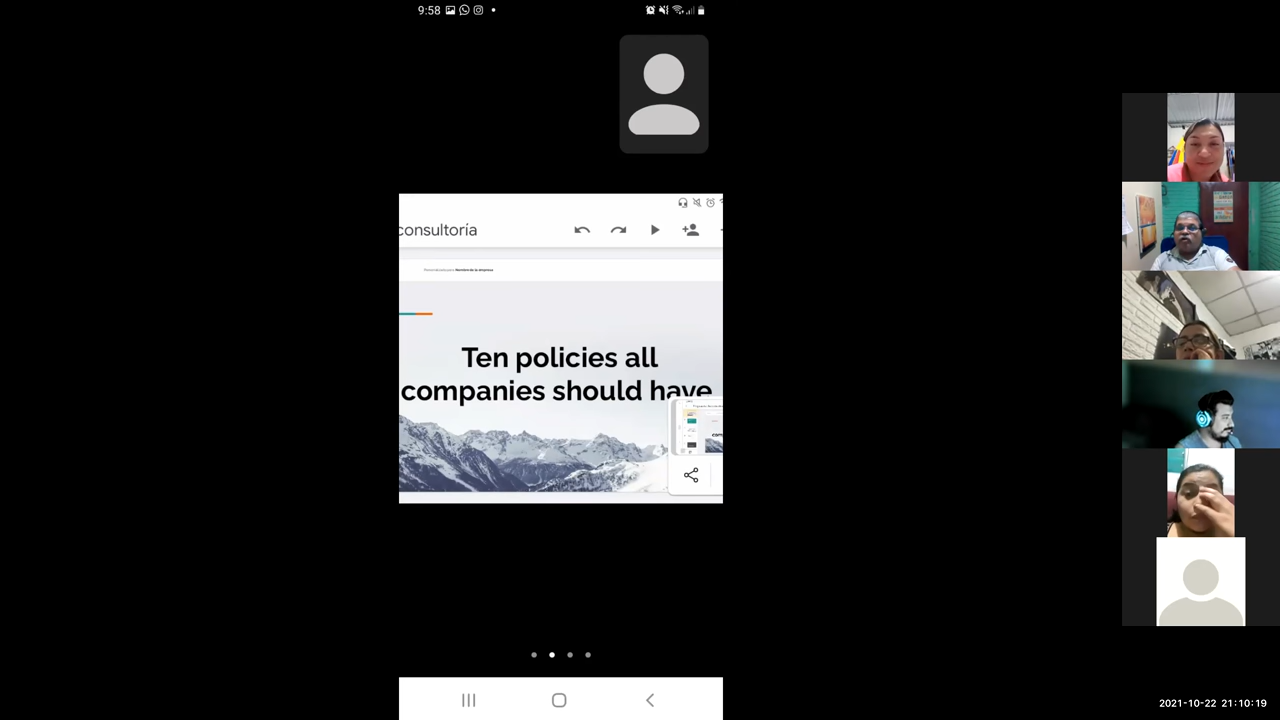 9:58
consultoría
Nombre de la empresa
Ten policies all
companies should have
2021-10-22 21:10:19